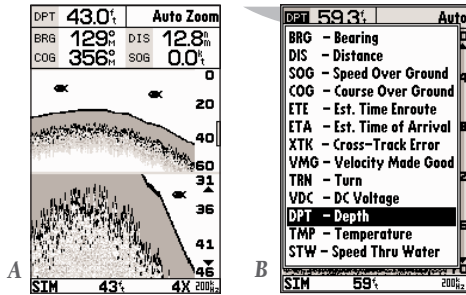 DPT 43.0ft Auto Zoom
BRG 129°M DIS 12.8nm
COG 356°M SOG 0.0kt
0
20
40
60
31
36
41
46
SIM 43ft 4X 200Hz
A
DPT 59.3ft Auto
BRG – Bearing
DIS – Distance
SOG – Speed Over Ground
COG – Course Over Ground
ETE – Est. Time Enroute
ETA – Est. Time of Arrival
XTK – Cross-Track Error
VMG – Velocity Made Good
TRN – Turn
VDC – DC Voltage
DPT – Depth
TMP – Temperature
STW – Speed Thru Water
SIM 59ft 200Hz
B